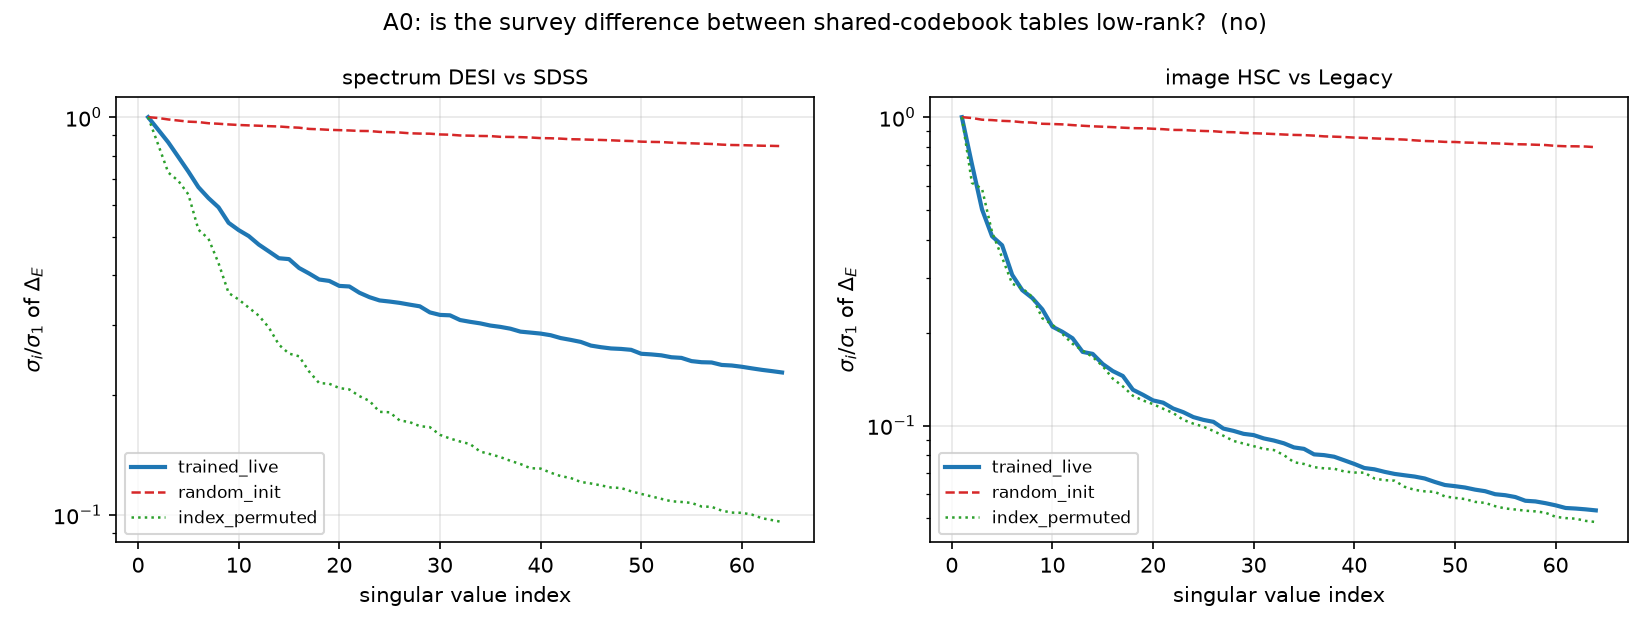 A0: is the survey difference between shared-codebook tables low-rank?  (no)
spectrum DESI vs SDSS
10⁰
10⁻¹
σᵢ/σ₁ of Δ_E
trained_live
random_init
index_permuted
0 10 20 30 40 50 60
singular value index
image HSC vs Legacy
10⁰
10⁻¹
σᵢ/σ₁ of Δ_E
trained_live
random_init
index_permuted
0 10 20 30 40 50 60
singular value index